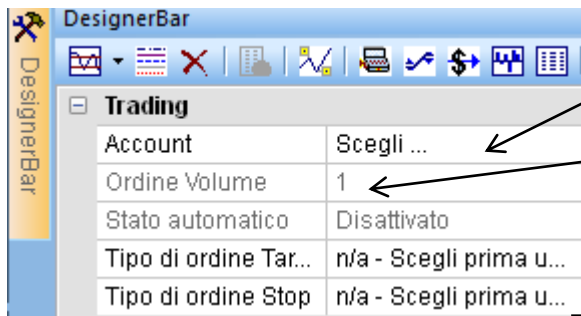 DesignerBar
DesignerBar
Trading
Account Scegli ...
Ordine Volume 1
Stato automatico Disattivato
Tipo di ordine Tar... n/a - Scegli prima u...
Tipo di ordine Stop n/a - Scegli prima u...